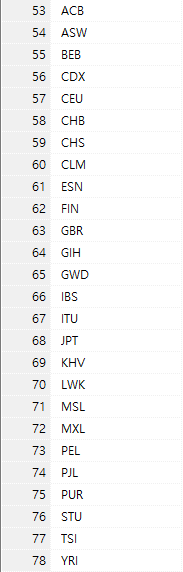 53 ACB
54 ASW
55 BEB
56 CDX
57 CEU
58 CHB
59 CHS
60 CLM
61 ESN
62 FIN
63 GBR
64 GIH
65 GWD
66 IBS
67 ITU
68 JPT
69 KHV
70 LWK
71 MSL
72 MXL
73 PEL
74 PJL
75 PUR
76 STU
77 TSI
78 YRI